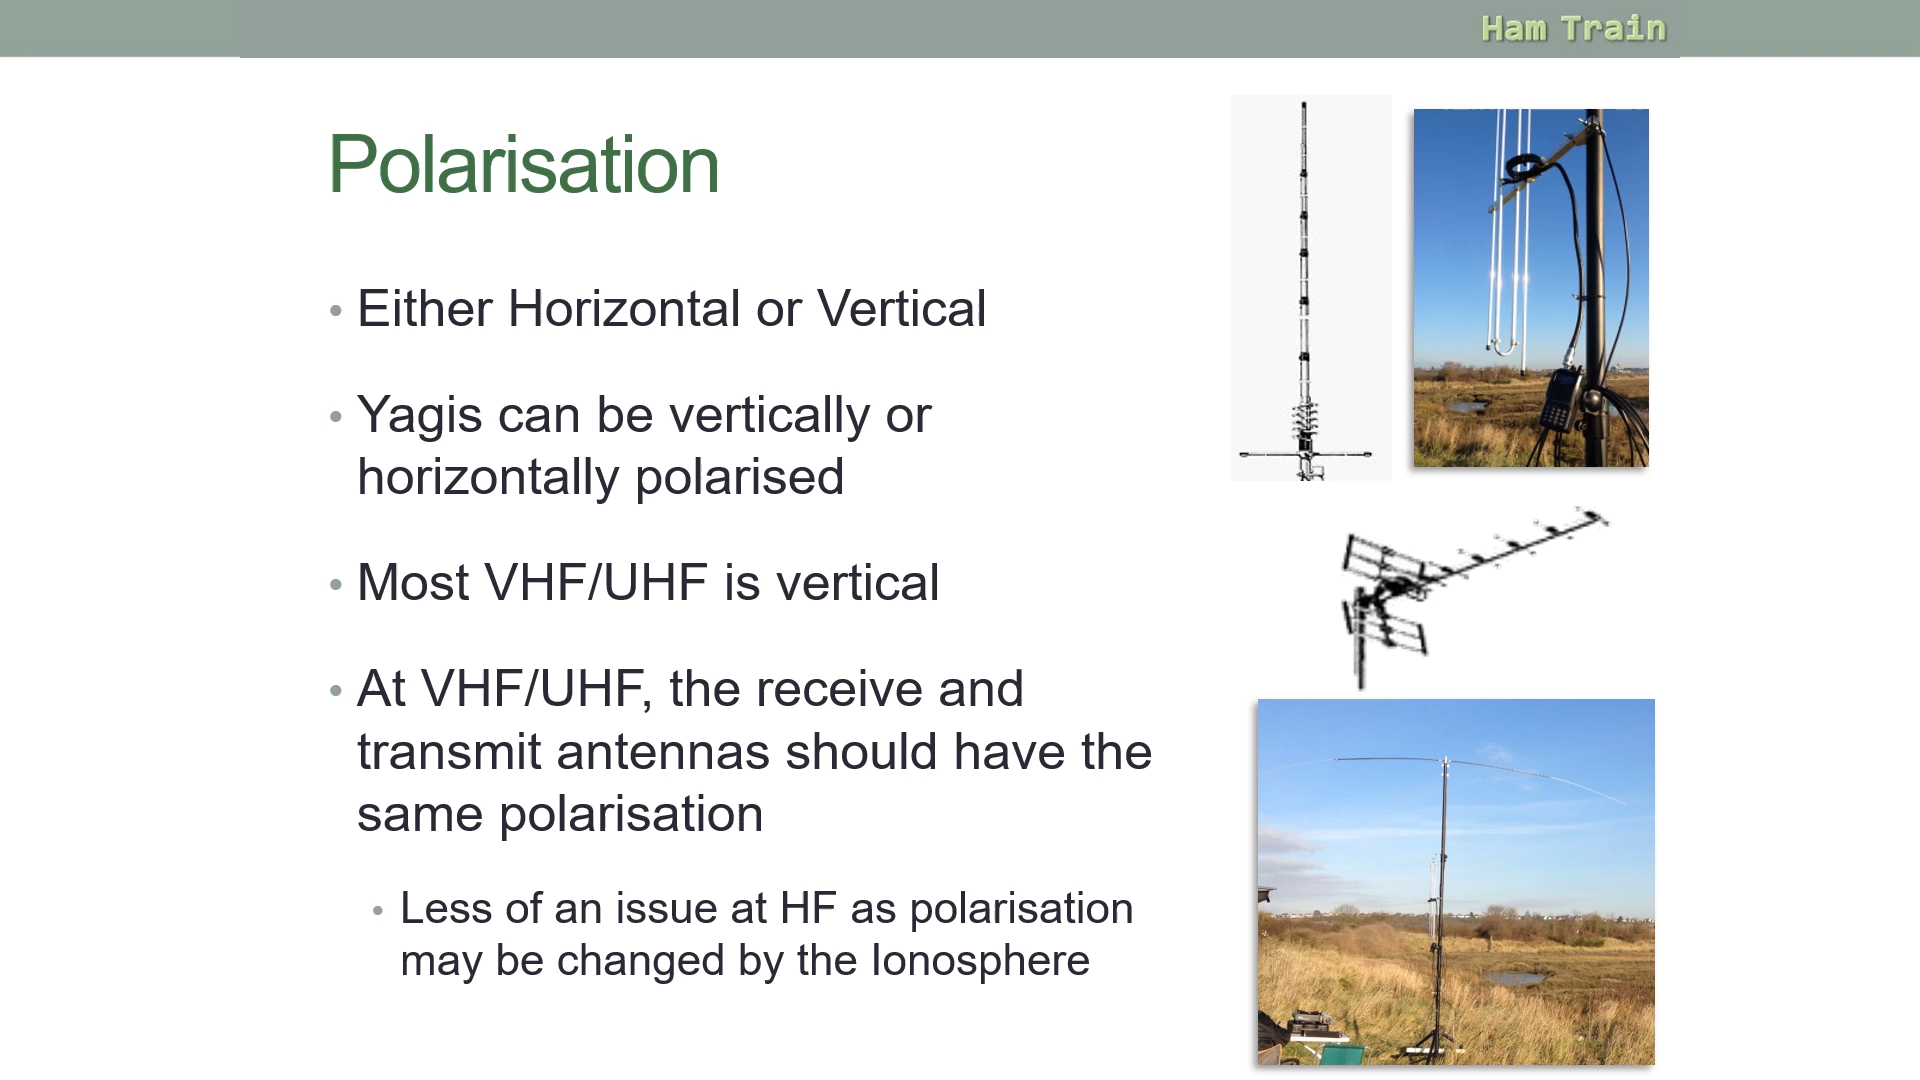 Ham Train
Polarisation
• Either Horizontal or Vertical
• Yagis can be vertically or
horizontally polarised
• Most VHF/UHF is vertical
• At VHF/UHF, the receive and
transmit antennas should have the
same polarisation
• Less of an issue at HF as polarisation
may be changed by the Ionosphere